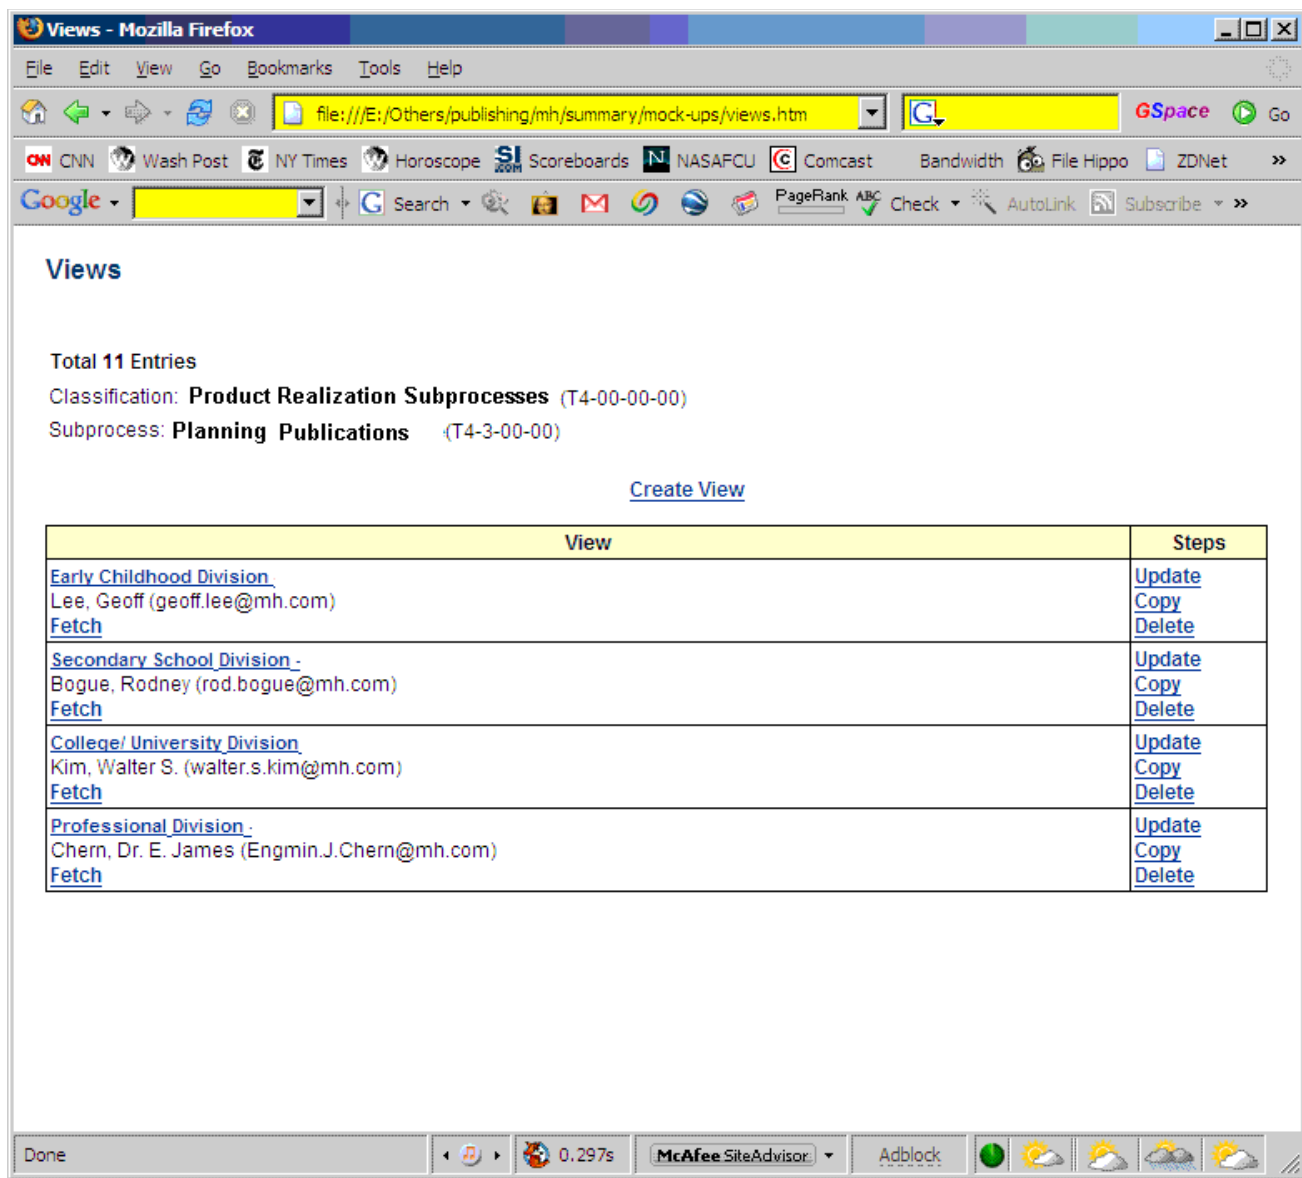 Views - Mozilla Firefox
File Edit View Go Bookmarks Tools Help
file:///E:/Others/publishing/mh/summary/mock-ups/views.htm G GSpace Go
CNN CNN Wash Post NY Times Horoscope SI.COM Scoreboards N NASAFCU C Comcast Bandwidth File Hippo ZDNet »
Google G Search PageRank ABC Check AutoLink Subscribe »
Views
Total 11 Entries
Classification: Product Realization Subprocesses (T4-00-00-00)
Subprocess: Planning Publications (T4-3-00-00)
Create View
View Steps
Early Childhood Division Update
Lee, Geoff (geoff.lee@mh.com) Copy
Fetch Delete
Secondary School Division - Update
Bogue, Rodney (rod.bogue@mh.com) Copy
Fetch Delete
College/ University Division Update
Kim, Walter S. (walter.s.kim@mh.com) Copy
Fetch Delete
Professional Division - Update
Chern, Dr. E. James (Engmin.J.Chern@mh.com) Copy
Fetch Delete
Done 0.297s McAfee SiteAdvisor Adblock